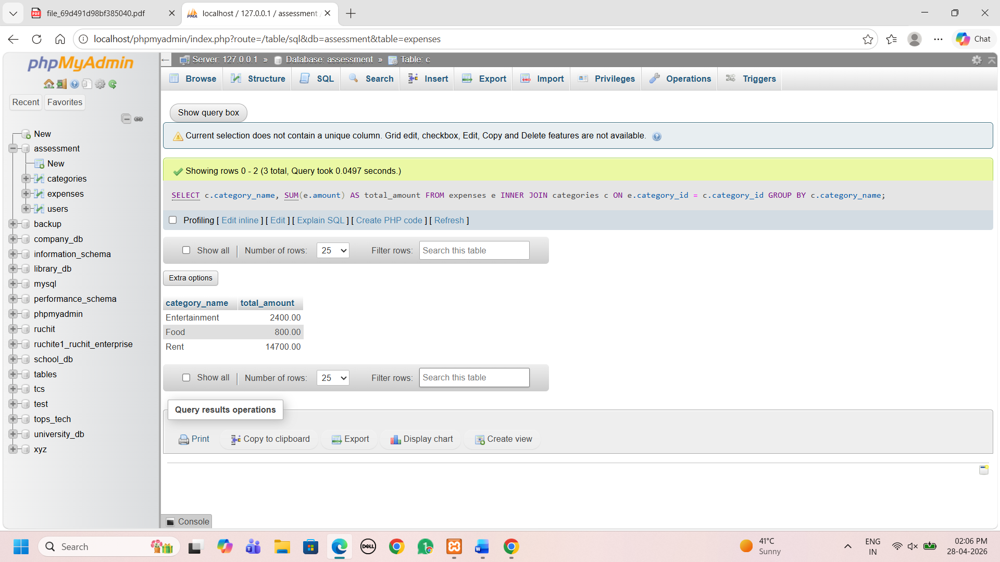 file_69d491d98bf385040.pdf
localhost / 127.0.0.1 / assessment
localhost/phpmyadmin/index.php?route=/table/sql&db=assessment&table=expenses
Chat
phpMyAdmin
Recent
Favorites
New
assessment
New
categories
expenses
users
backup
company_db
information_schema
library_db
mysql
performance_schema
phpmyadmin
ruchit
ruchite1_ruchit_enterprise
school_db
tables
tcs
test
tops_tech
university_db
xyz
Server: 127.0.0.1 » Database: assessment » Table: c
Browse Structure SQL Search Insert Export Import Privileges Operations Triggers
Show query box
Current selection does not contain a unique column. Grid edit, checkbox, Edit, Copy and Delete features are not available.
Showing rows 0 - 2 (3 total, Query took 0.0497 seconds.)
SELECT c.category_name, SUM(e.amount) AS total_amount FROM expenses e INNER JOIN categories c ON e.category_id = c.category_id GROUP BY c.category_name;
Profiling [ Edit inline ] [ Edit ] [ Explain SQL ] [ Create PHP code ] [ Refresh ]
Show all Number of rows: 25 Filter rows: Search this table
Extra options
category_name total_amount
Entertainment 2400.00
Food 800.00
Rent 14700.00
Show all Number of rows: 25 Filter rows: Search this table
Query results operations
Print Copy to clipboard Export Display chart Create view
Console
Search
DELL
41°C
Sunny
ENG
IN
02:06 PM
28-04-2026